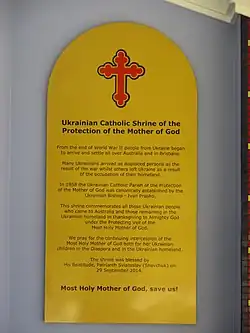 Ukrainian Catholic Shrine of the
Protection of the Mother of God
From the end of World War II people from Ukraine began
to arrive and settle all over Australia and in Brisbane.
Many Ukrainians arrived as displaced persons as the
result of the war whilst others left Ukraine as a result
of the occupation of their homeland.
In 1958 the Ukrainian Catholic Parish of the Protection
of the Mother of God was canonically established by the
Ukrainian Bishop - Ivan Prasko.
This shrine commemorates all those Ukrainian people
who came to Australia and those remaining in the
Ukrainian homeland in thanksgiving to Almighty God
under the Protecting veil of the
Most Holy Mother of God.
We pray for the continuing intercession of the
Most Holy Mother of God both for her Ukrainian
children in the Diaspora and in the Ukrainian Homeland.
The shrine was blessed by
His Beatitude, Patriarch Sviatoslav (Shevchuk) on
29 September 2014.
Most Holy Mother of God, save us!